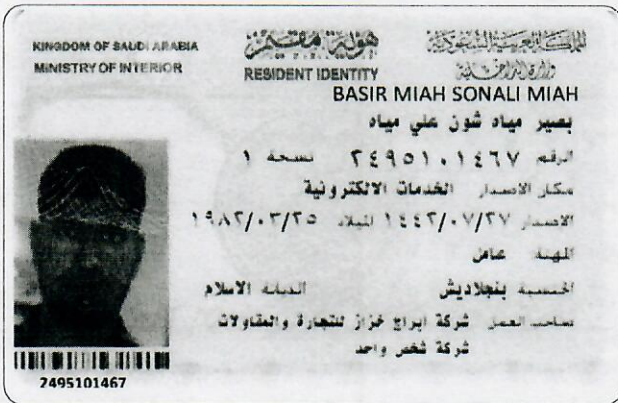 KINGDOM OF SAUDI ARABIA
MINISTRY OF INTERIOR
هوية مقيم
RESIDENT IDENTITY
المملكة العربية السعودية
وزارة الداخلية
BASIR MIAH SONALI MIAH
بصير مياه شون علي مياه
الرقم ٢٤٩٥١٠١٤٦٧ نسخة ١
مكان الاصدار الخدمات الالكترونية
الاصدار ١٤٤٢/٠٧/٢٧ الميلاد ١٩٨٢/٠٣/٢٥
المهنة عامل
الجنسية بنجلاديش الديانة الاسلام
صاحب العمل شركة ابراج خزاز للتجارة والمقاولات
شركة شخص واحد
2495101467